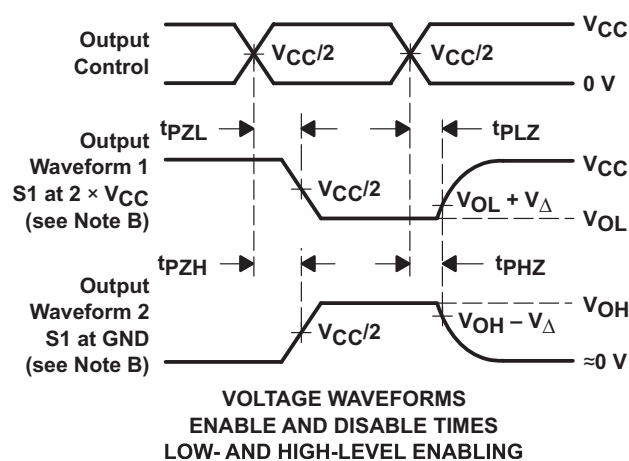 Output
Control
VCC/2
VCC/2
VCC
0 V
tPZL
tPLZ
Output
Waveform 1
S1 at 2 × VCC
(see Note B)
VCC/2
VCC
VOL + VΔ
VOL
tPZH
tPHZ
Output
Waveform 2
S1 at GND
(see Note B)
VCC/2
VOH
VOH − VΔ
≈0 V
VOLTAGE WAVEFORMS
ENABLE AND DISABLE TIMES
LOW- AND HIGH-LEVEL ENABLING